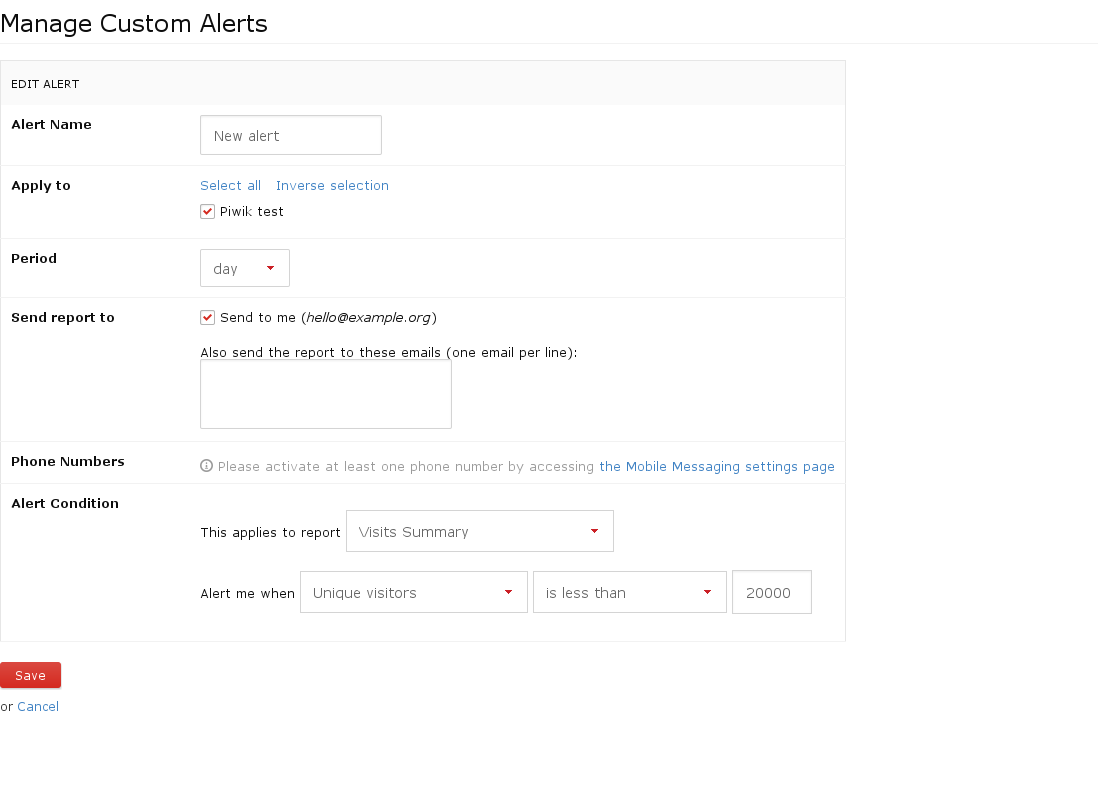 Manage Custom Alerts
EDIT ALERT
Alert Name
New alert
Apply to
Select all Inverse selection
Piwik test
Period
day
Send report to
Send to me (hello@example.org)
Also send the report to these emails (one email per line):
Phone Numbers
Please activate at least one phone number by accessing the Mobile Messaging settings page
Alert Condition
This applies to report Visits Summary
Alert me when Unique visitors is less than 20000
Save
or Cancel